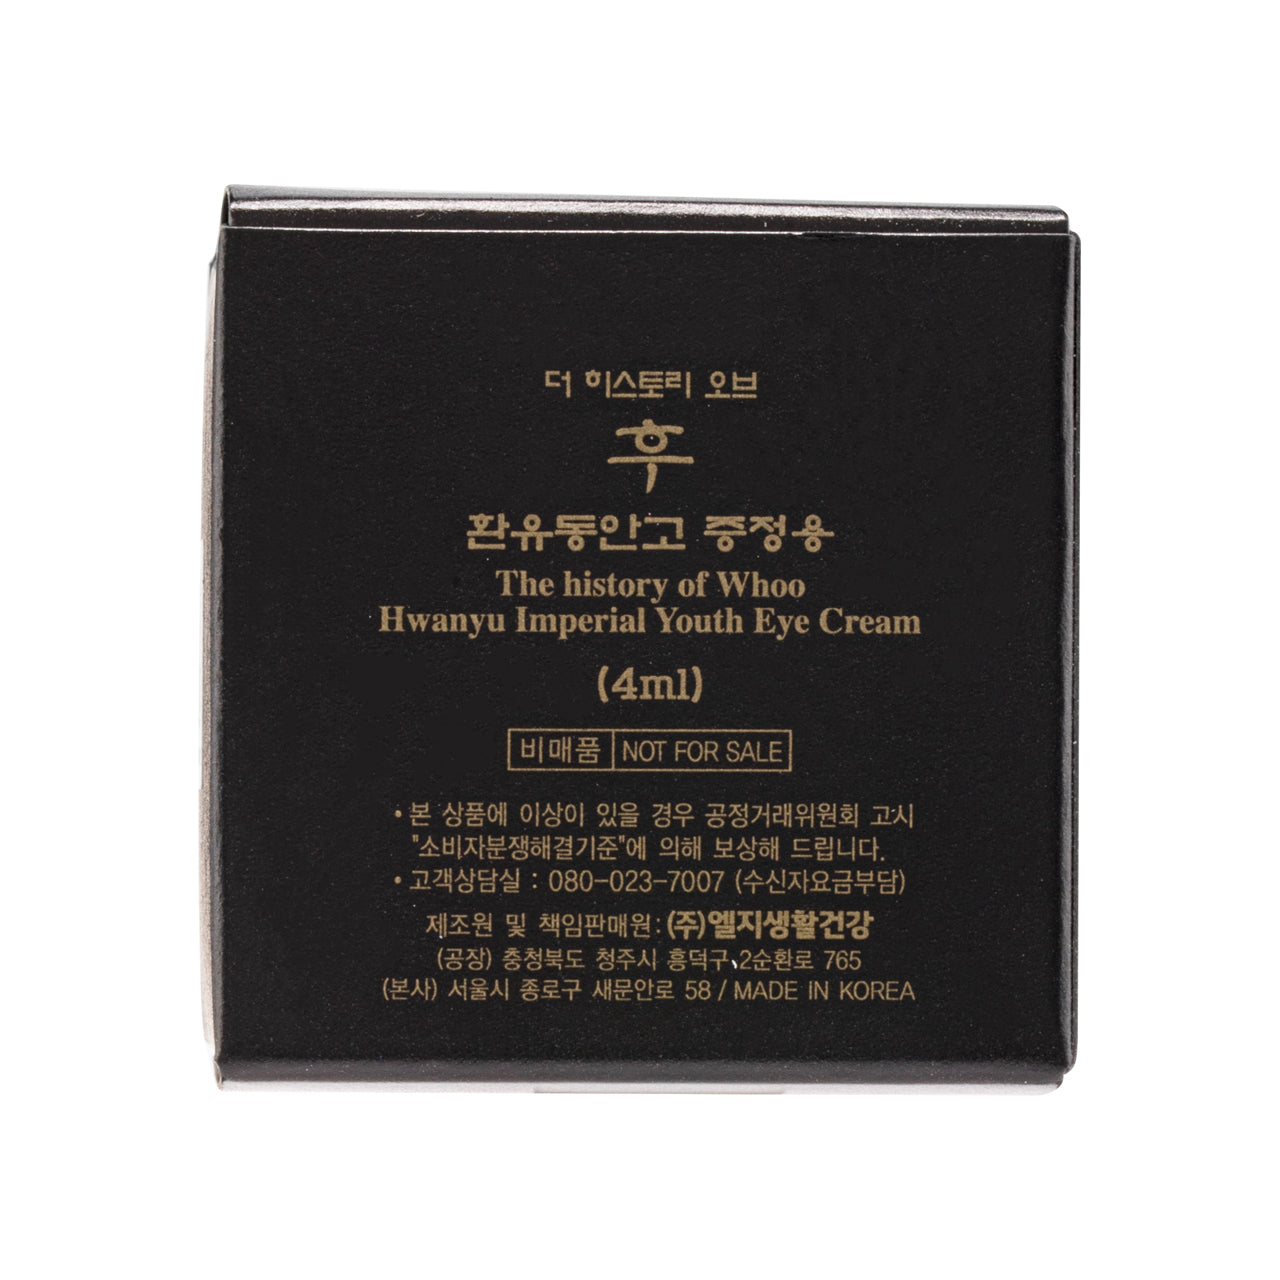 더 히스토리 오브
후
환유동안고 증정용
The history of Whoo
Hwanyu Imperial Youth Eye Cream
(4ml)
비매품 NOT FOR SALE
• 본 상품에 이상이 있을 경우 공정거래위원회 고시
"소비자분쟁해결기준"에 의해 보상해 드립니다.
• 고객상담실 : 080-023-7007 (수신자요금부담)
제조원 및 책임판매원: (주)엘지생활건강
(공장) 충청북도 청주시 흥덕구 2순환로 765
(본사) 서울시 종로구 새문안로 58 / MADE IN KOREA